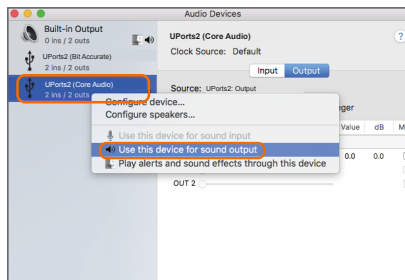 Audio Devices
Built-in Output
0 ins / 2 outs
UPorts2 (Bit Accurate)
2 ins / 2 outs
UPorts2 (Core Audio)
2 ins / 2 outs
UPorts2 (Core Audio)
?
Clock Source: Default
Input Output
Source: UPorts2: Output
Configure device...
Configure speakers...
eger
Use this device for sound input
Use this device for sound output
Play alerts and sound effects through this device
Value dB M
0.0 0.0
OUT 2